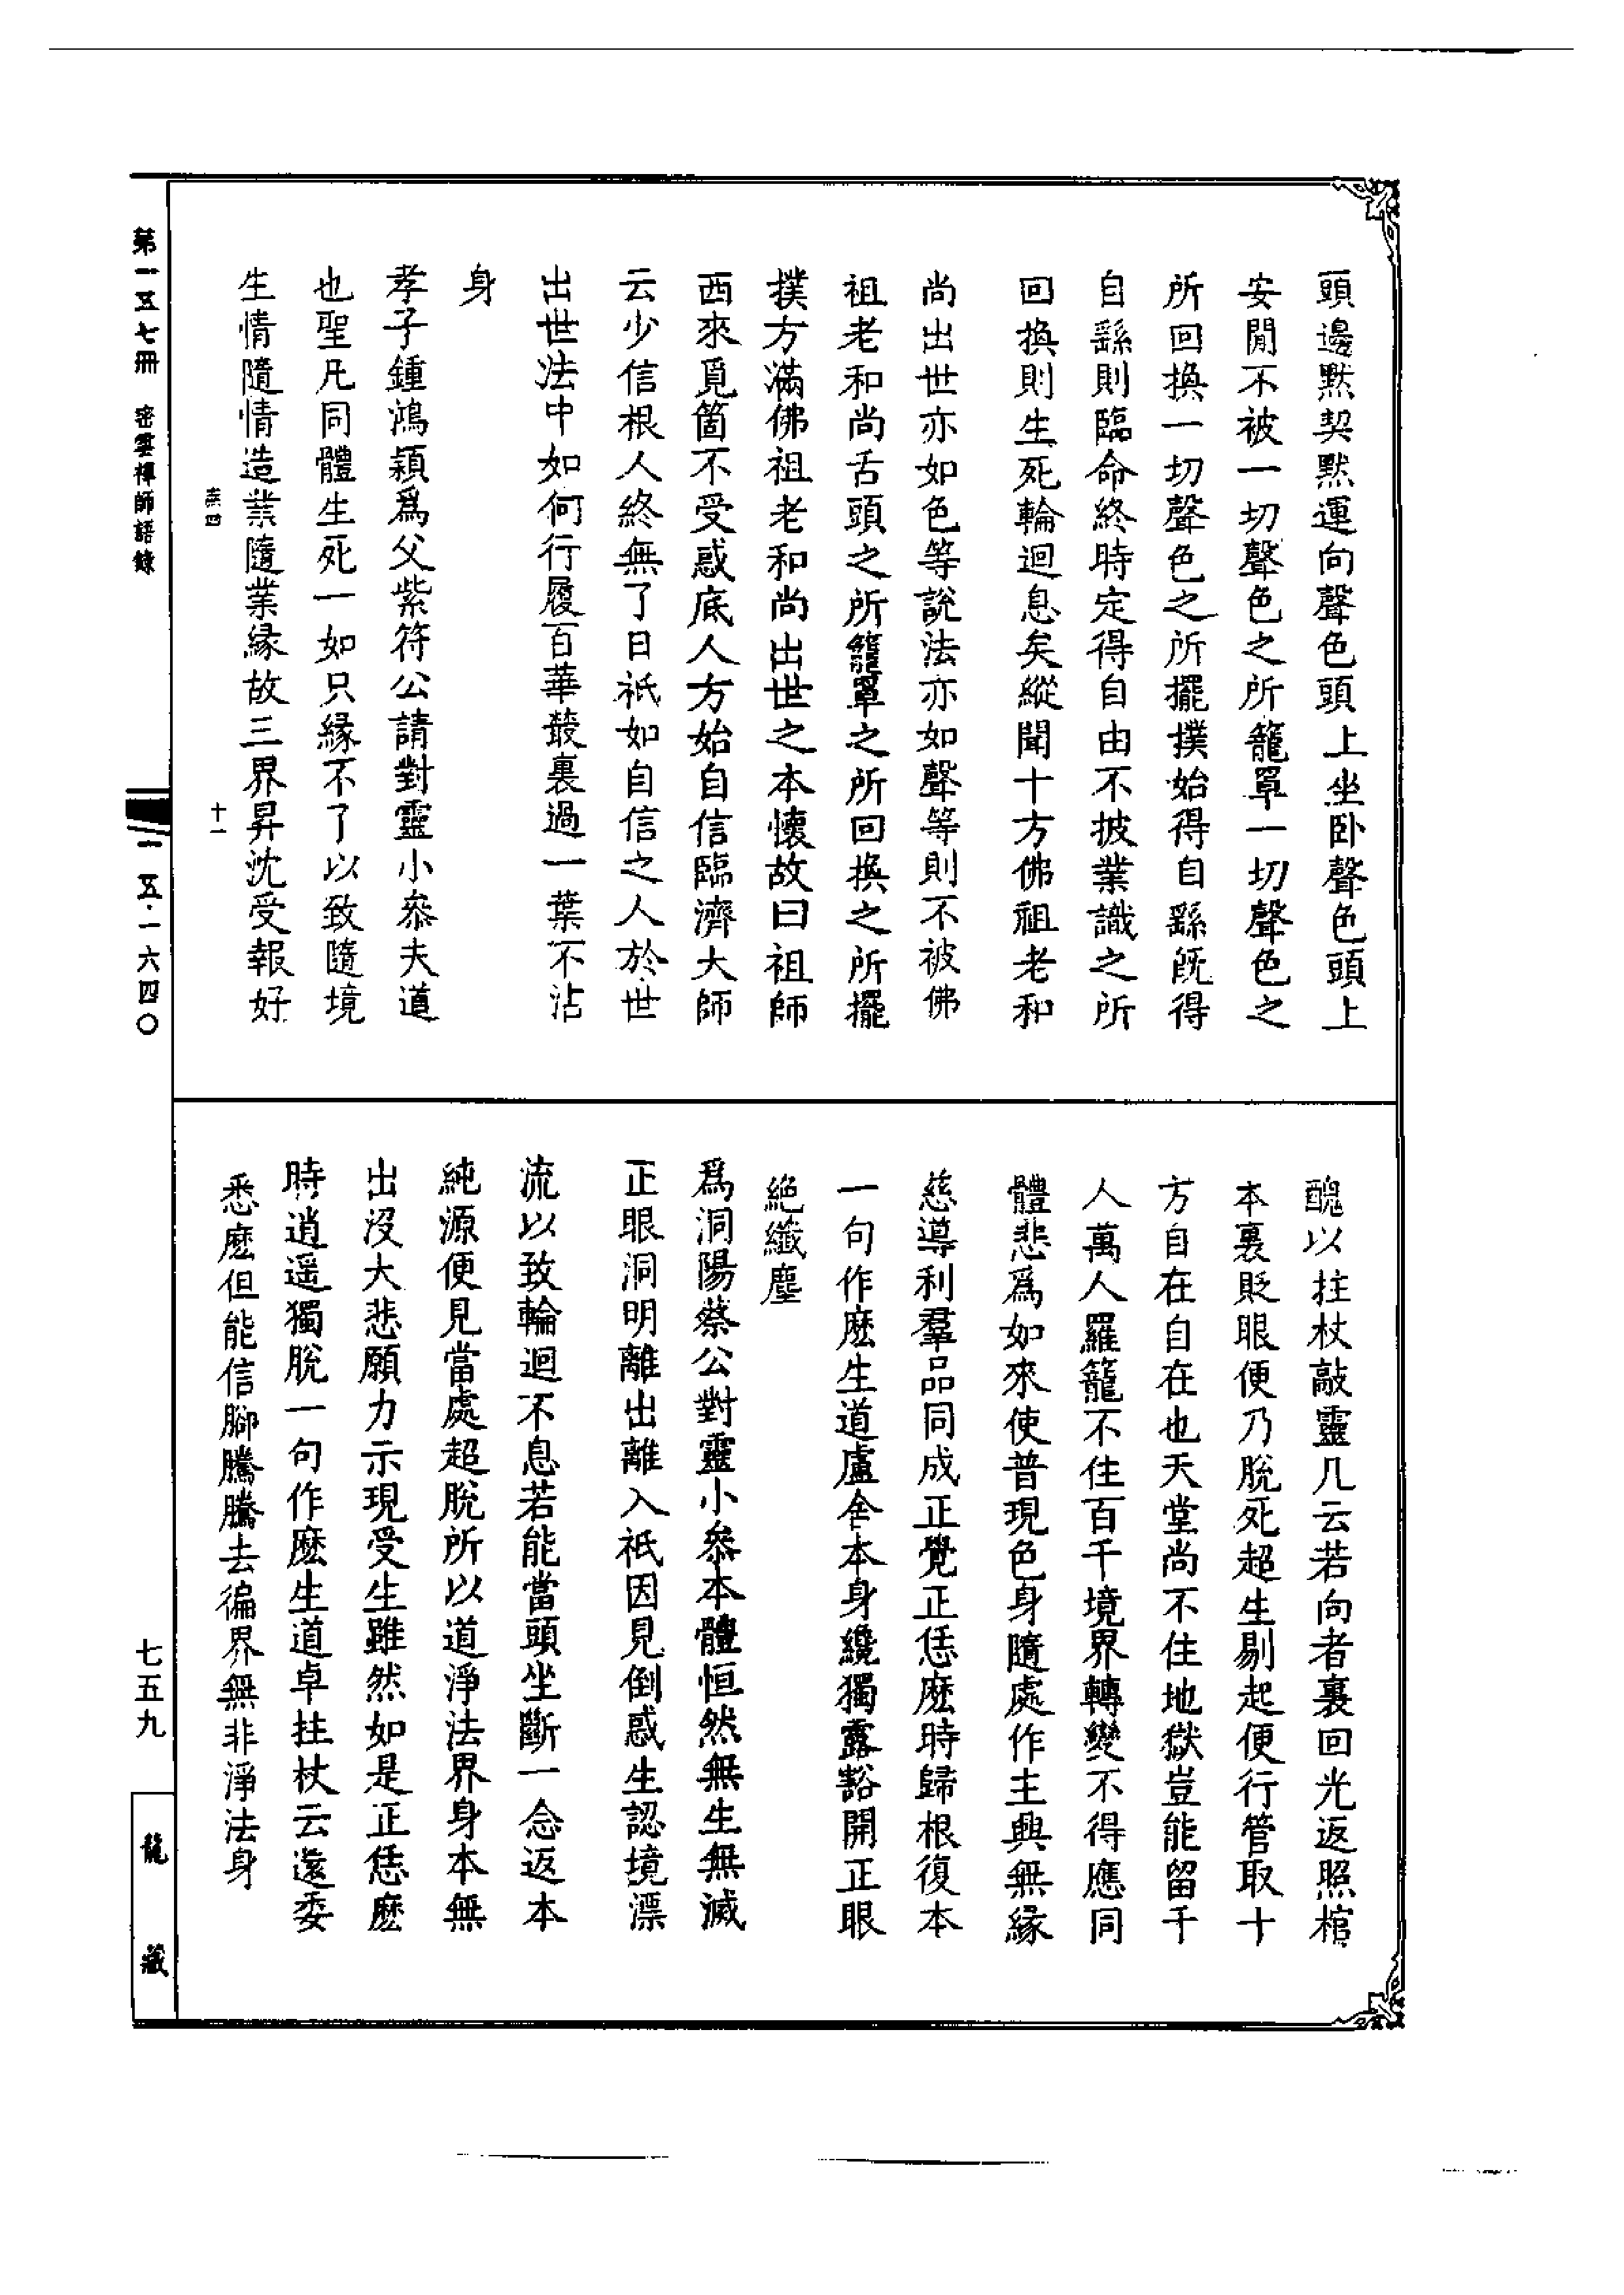 頭邊默契默運向聲色頭上坐卧聲色頭上
安閒不被一切聲色之所籠罩一切聲色之
所回換一切聲色之所擺撲始得自繇既得
自繇則臨命終時定得自由不披業識之所
回換則生死輪迴息矣縱聞十方佛祖老和
尚出世亦如色等說法亦如聲等則不被佛
祖老和尚舌頭之所籠罩之所回換之所擺
撲方滿佛祖老和尚出世之本懷故曰祖師
西來覓箇不受惑底人方始自信臨濟大師
云少信根人終無了日祇如自信之人於世
出世法中如何行履百華叢裏過一葉不沾
身
孝子鍾鴻穎爲父紫符公請對靈小叅夫道
也聖凡同體生死一如只緣不了以致隨境
生情隨情造業隨業緣故三界昇沈受報好
醜以拄杖敲靈几云若向者裏回光返照棺
本裏貶眼便乃脫死超生剔起便行管取十
方自在自在也天堂尚不住地獄豈能留千
人萬人羅籠不住百千境界轉變不得應同
體悲爲如來使普現色身隨處作主興無緣
慈導利羣品同成正覺正恁麽時歸根復本
一句作麽生道盧舍本身纔獨露豁開正眼
絕纖塵
爲洞陽蔡公對靈小叅本體恒然無生無滅
正眼洞明離出離入祇因見倒惑生認境漂
流以致輪迴不息若能當頭坐斷一念返本
純源便見當處超脫所以道淨法界身本無
出沒大悲願力示現受生雖然如是正恁麽
時逍遥獨脫一句作麽生道卓拄杖云還委
悉麽但能信腳騰騰去徧界無非淨法身
第一五七冊 密雲禪師語錄
十一
一五·一六四〇
七五九
龍藏